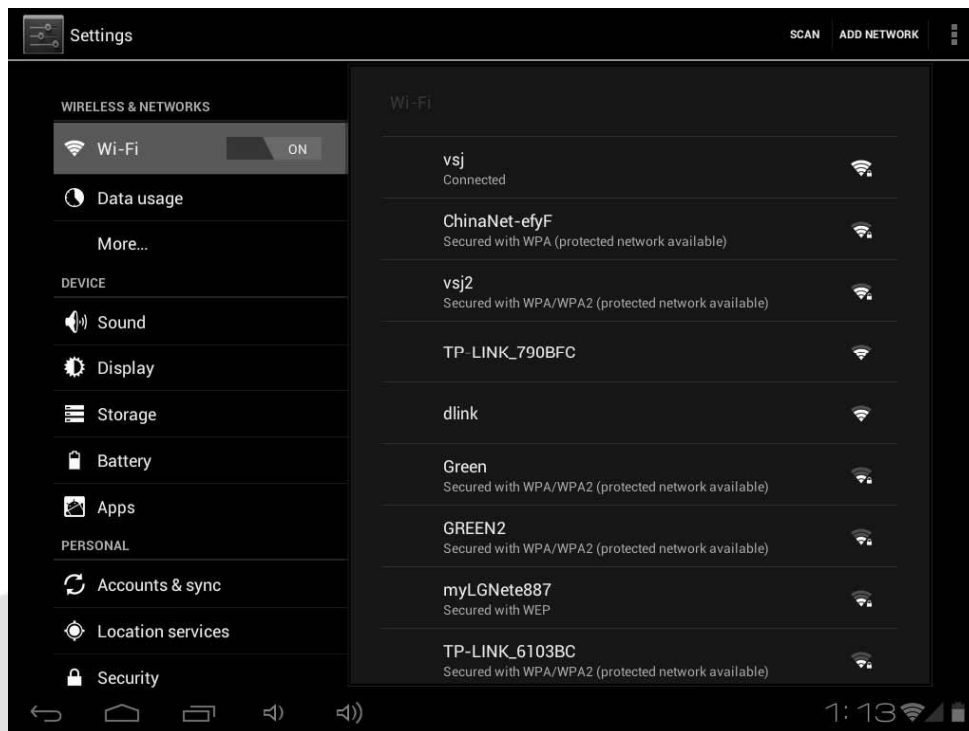 Settings
SCAN
ADD NETWORK
WIRELESS & NETWORKS
Wi-Fi
ON
Data usage
More...
DEVICE
Sound
Display
Storage
Battery
Apps
PERSONAL
Accounts & sync
Location services
Security
Wi-Fi
vsj
Connected
ChinaNet-efyF
Secured with WPA (protected network available)
vsj2
Secured with WPA/WPA2 (protected network available)
TP-LINK_790BFC
dlink
Green
Secured with WPA/WPA2 (protected network available)
GREEN2
Secured with WPA/WPA2 (protected network available)
myLGNete887
Secured with WEP
TP-LINK_6103BC
Secured with WPA/WPA2 (protected network available)
1:13